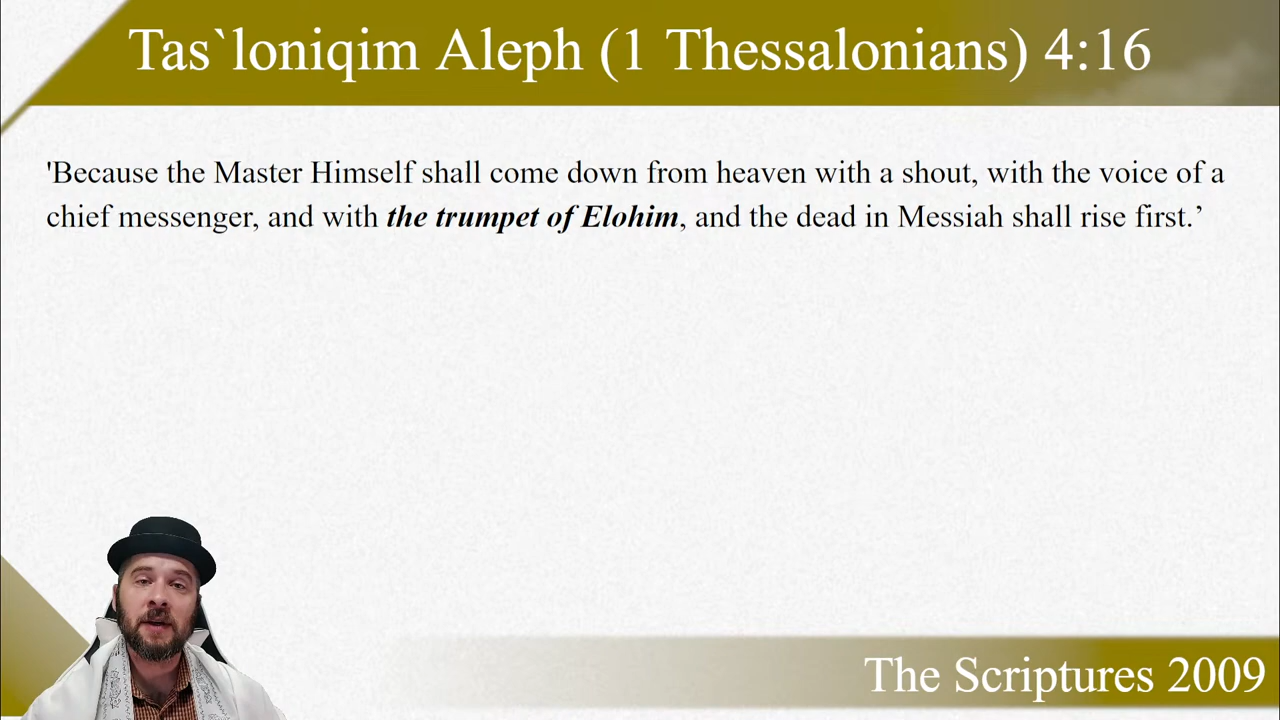 Tas`loniqim Aleph (1 Thessalonians) 4:16
'Because the Master Himself shall come down from heaven with a shout, with the voice of a
chief messenger, and with the trumpet of Elohim, and the dead in Messiah shall rise first.’
The Scriptures 2009